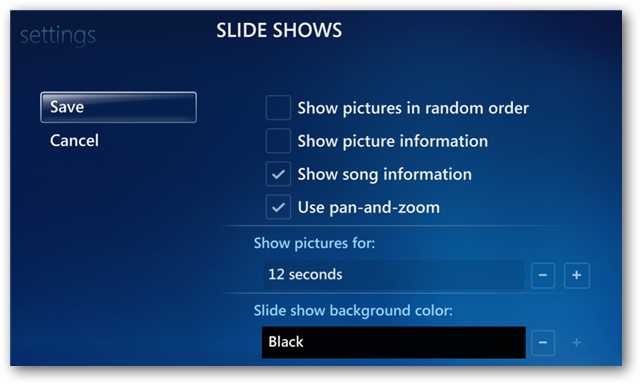 settings
SLIDE SHOWS
Save
Cancel
Show pictures in random order
Show picture information
Show song information
Use pan-and-zoom
Show pictures for:
12 seconds
− +
Slide show background color:
Black
− +